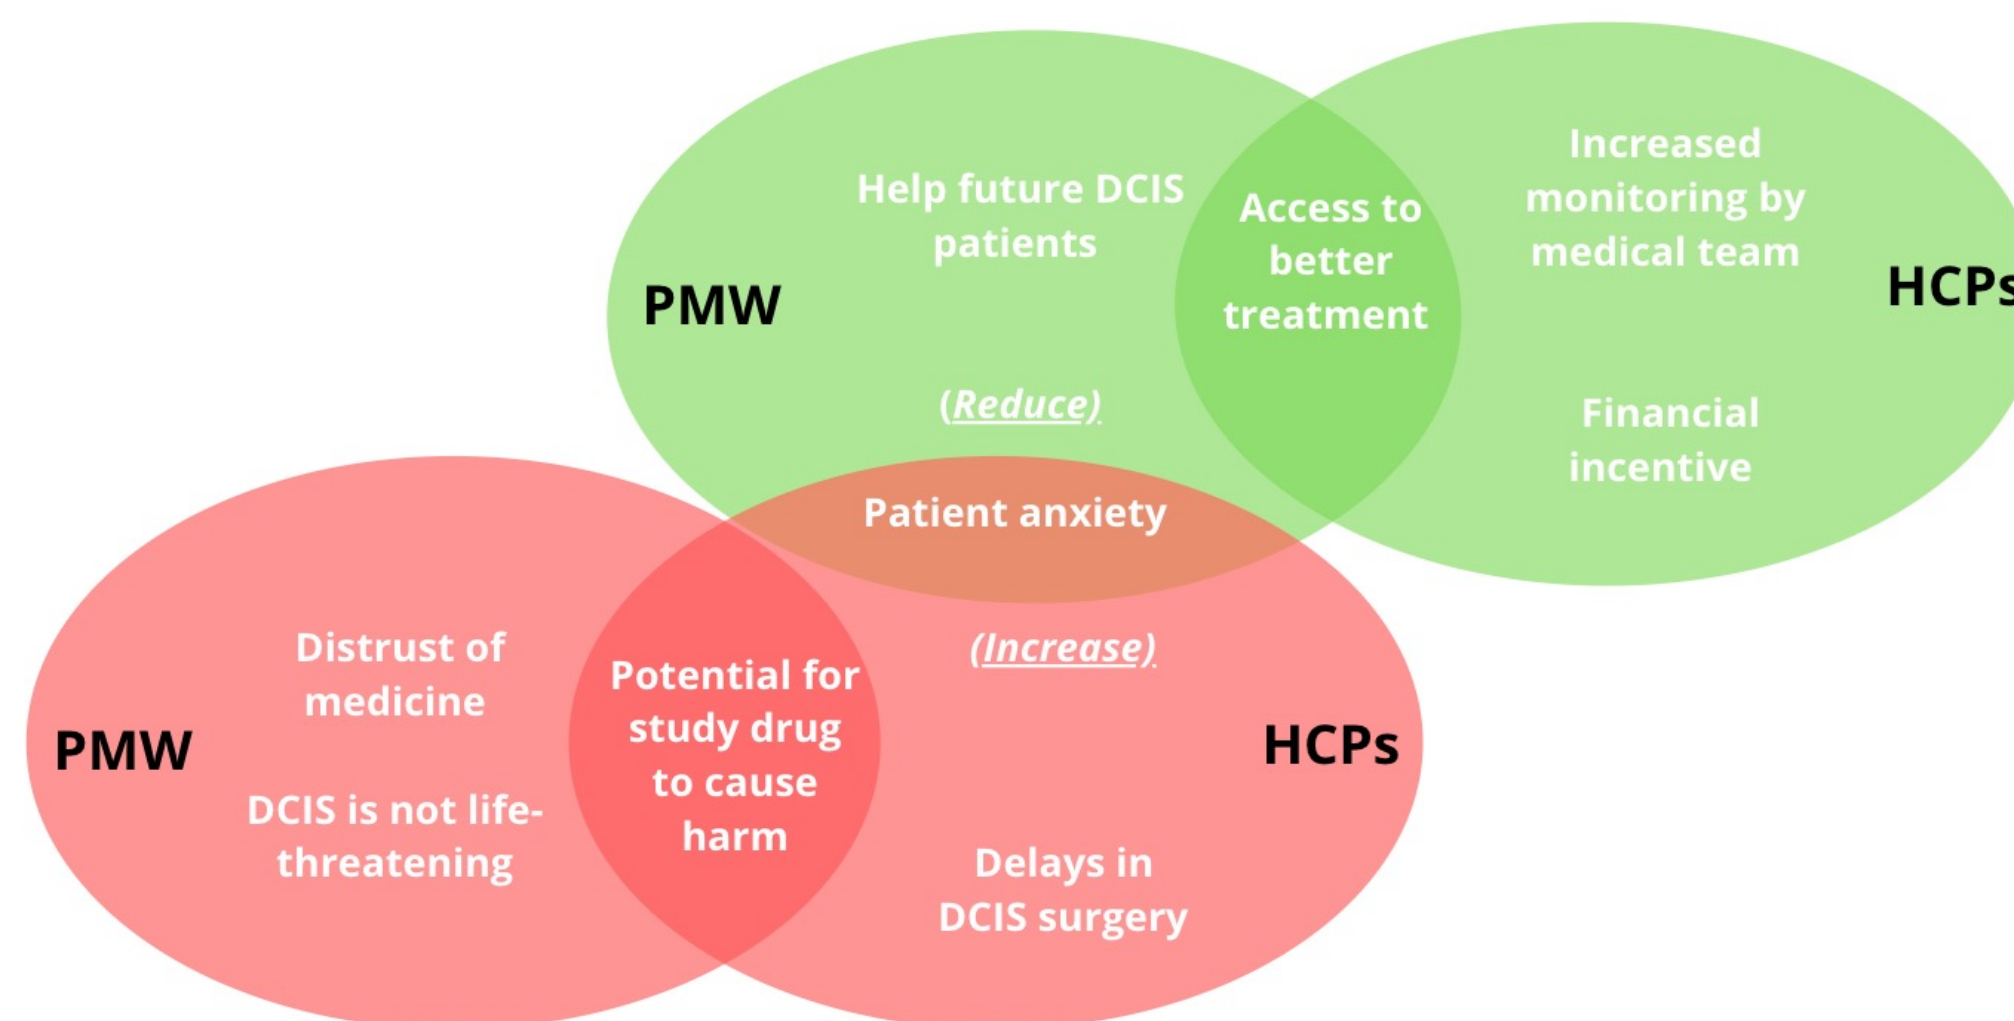 Help future DCIS
patients
PMW
(Reduce)
Access to
better
treatment
Increased
monitoring by
medical team
HCPs
Financial
incentive
Patient anxiety
(Increase)
Distrust of
medicine
PMW
DCIS is not life-
threatening
Potential for
study drug
to cause
harm
HCPs
Delays in
DCIS surgery